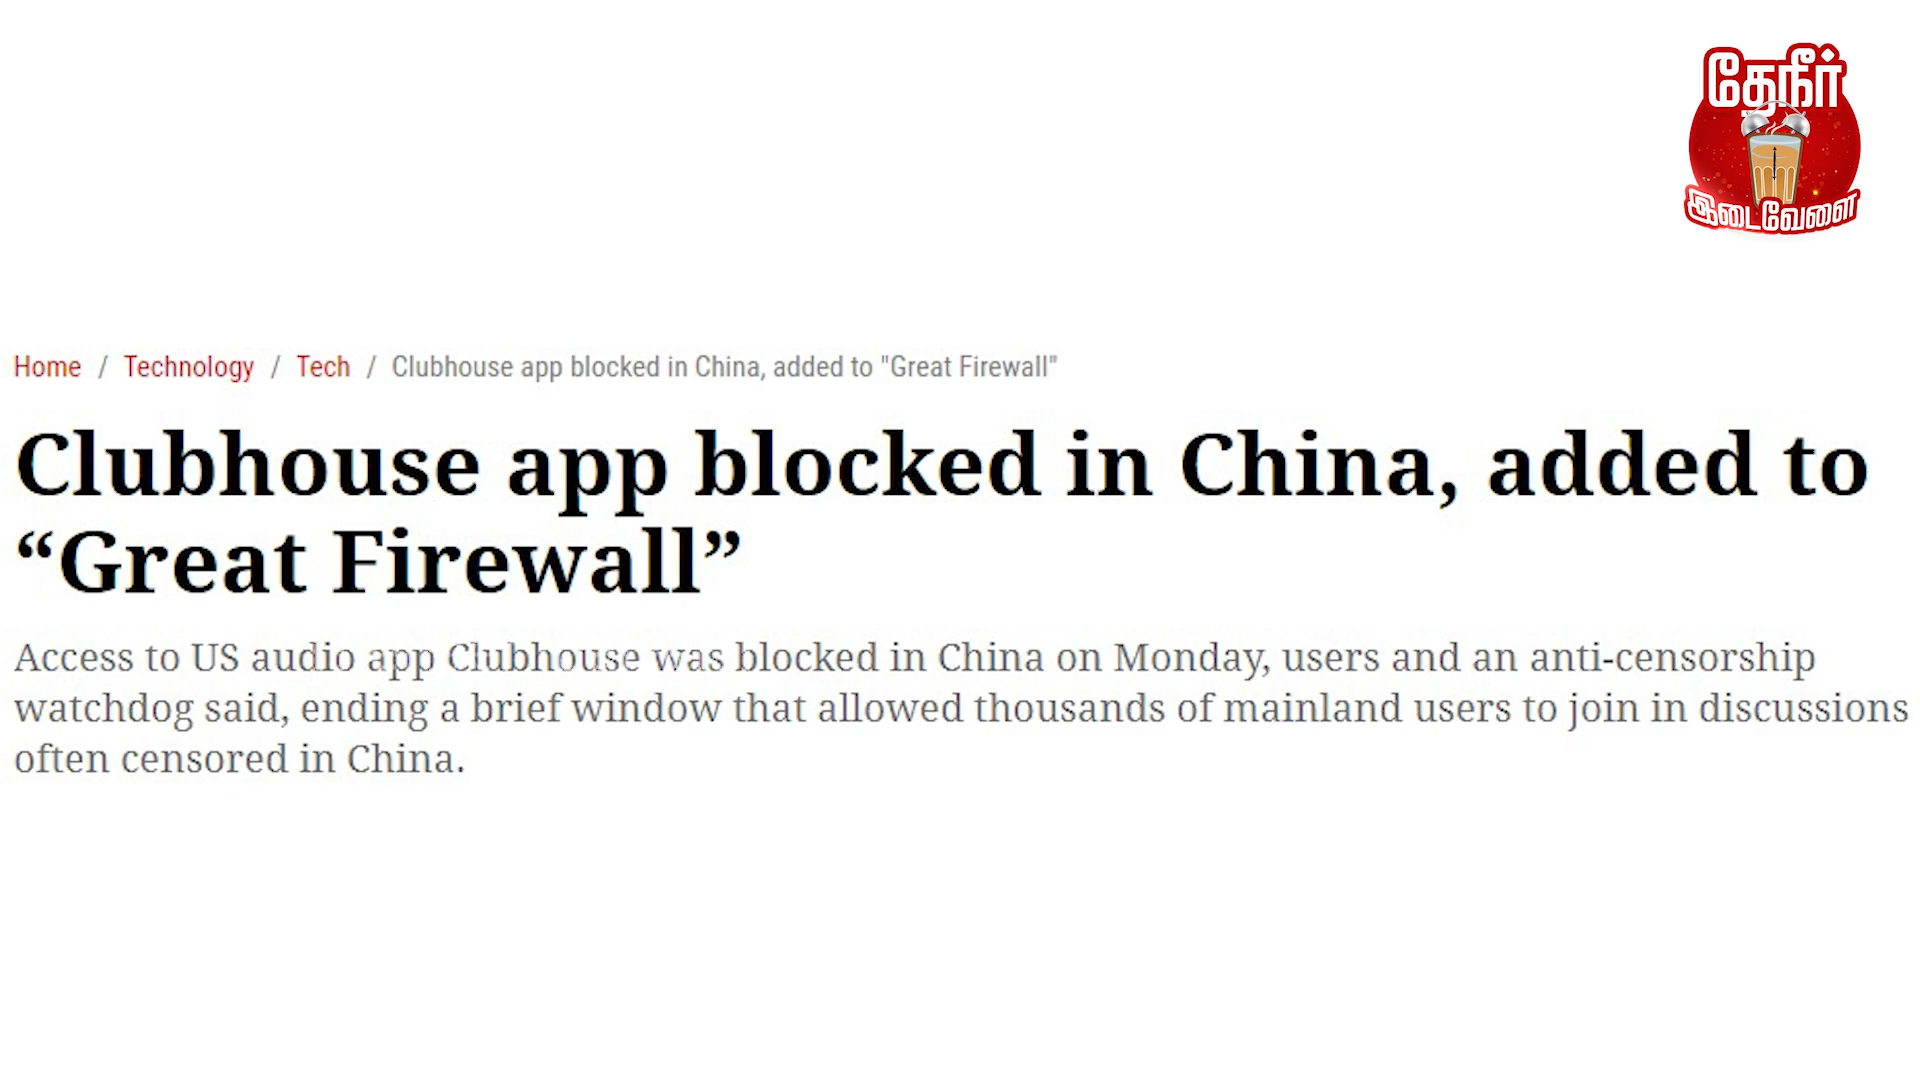 தேநீர்
இடைவேளை
Home / Technology / Tech / Clubhouse app blocked in China, added to "Great Firewall"
Clubhouse app blocked in China, added to
“Great Firewall”
Access to US audio app Clubhouse was blocked in China on Monday, users and an anti-censorship
watchdog said, ending a brief window that allowed thousands of mainland users to join in discussions
often censored in China.